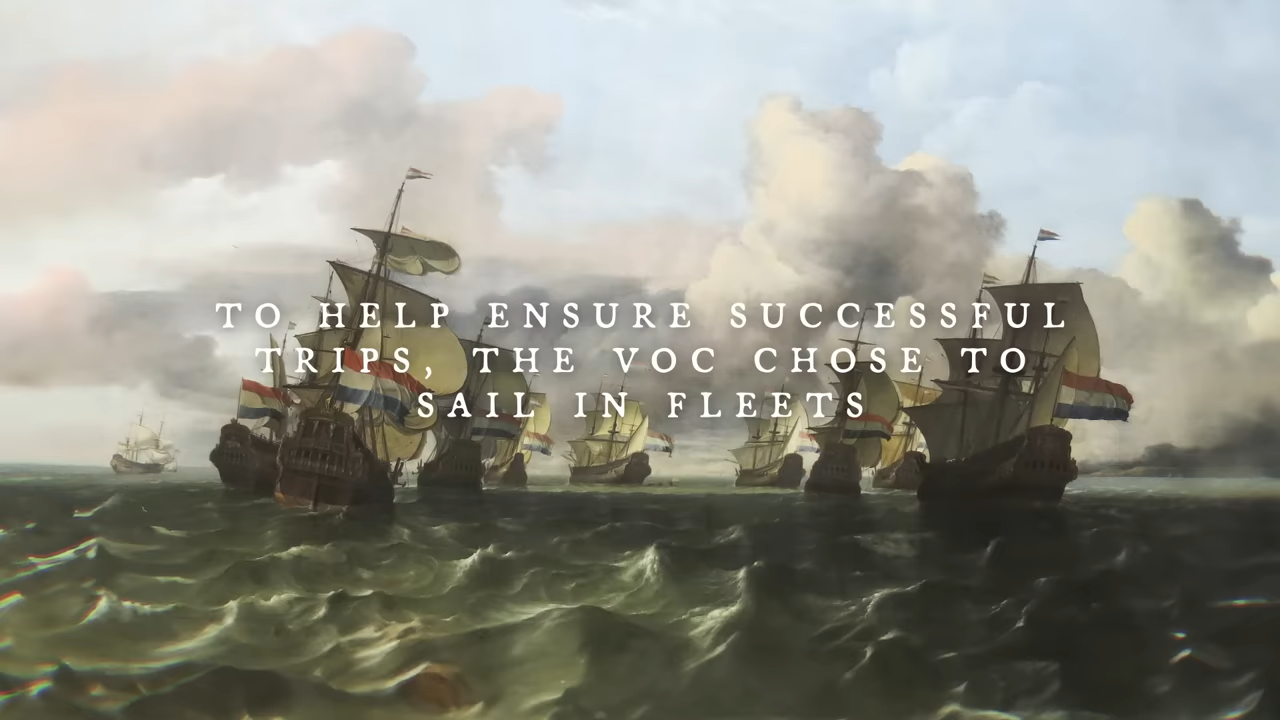 TO HELP ENSURE SUCCESSFUL
TRIPS, THE VOC CHOSE TO
SAIL IN FLEETS